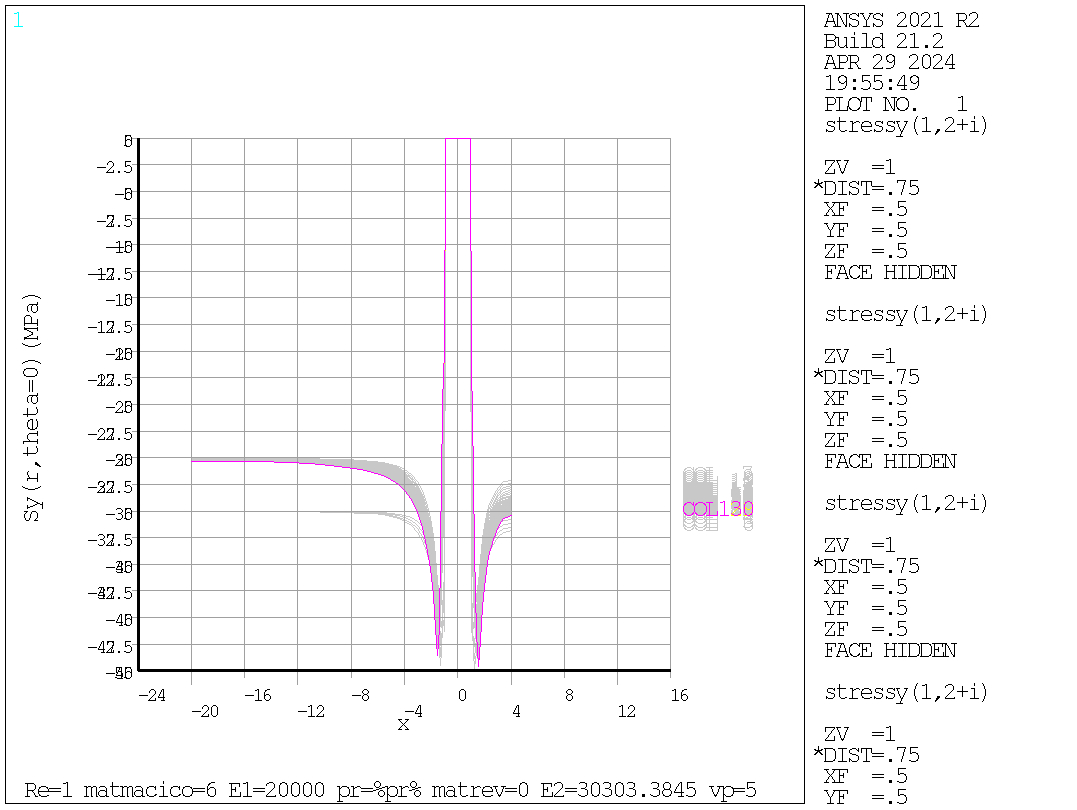 1
ANSYS 2021 R2
Build 21.2
APR 29 2024
19:55:49
PLOT NO. 1
stressy(1,2+i)
ZV =1
*DIST=.75
XF =.5
YF =.5
ZF =.5
FACE HIDDEN
stressy(1,2+i)
ZV =1
*DIST=.75
XF =.5
YF =.5
ZF =.5
FACE HIDDEN
stressy(1,2+i)
ZV =1
*DIST=.75
XF =.5
YF =.5
ZF =.5
FACE HIDDEN
stressy(1,2+i)
ZV =1
*DIST=.75
XF =.5
YF =.5
-2.5
Sy(r,theta=0)(MPa)
COL130
-24 -16 -8 0 8 16
-20 -12 -4 4 12
X
Re=1 matmacico=6 E1=20000 pr=%pr% matrev=0 E2=30303.3845 vp=5